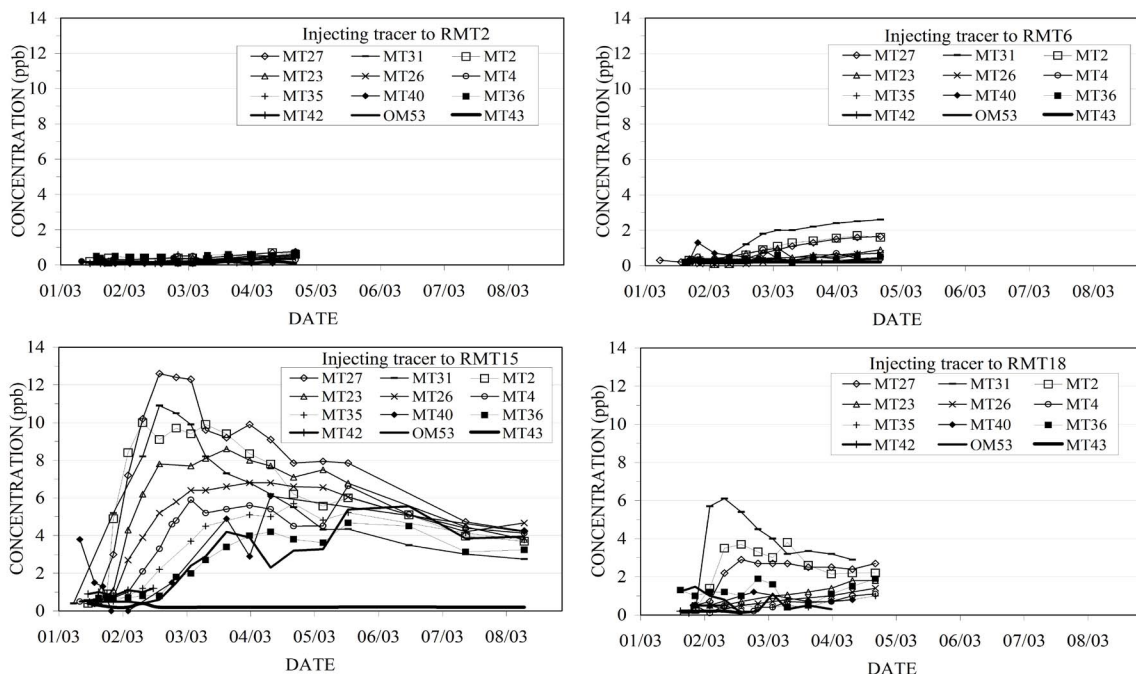 Injecting tracer to RMT2
MT27 MT31 MT2
MT23 MT26 MT4
MT35 MT40 MT36
MT42 OM53 MT43
CONCENTRATION (ppb)
14
12
10
8
6
4
2
0
01/03 02/03 03/03 04/03 05/03 06/03 07/03 08/03
DATE
Injecting tracer to RMT6
MT27 MT31 MT2
MT23 MT26 MT4
MT35 MT40 MT36
MT42 OM53 MT43
CONCENTRATION (ppb)
14
12
10
8
6
4
2
0
01/03 02/03 03/03 04/03 05/03 06/03 07/03 08/03
DATE
Injecting tracer to RMT15
MT27 MT31 MT2
MT23 MT26 MT4
MT35 MT40 MT36
MT42 OM53 MT43
CONCENTRATION (ppb)
14
12
10
8
6
4
2
0
01/03 02/03 03/03 04/03 05/03 06/03 07/03 08/03
DATE
Injecting tracer to RMT18
MT27 MT31 MT2
MT23 MT26 MT4
MT35 MT40 MT36
MT42 OM53 MT43
CONCENTRATION (ppb)
14
12
10
8
6
4
2
0
01/03 02/03 03/03 04/03 05/03 06/03 07/03 08/03
DATE